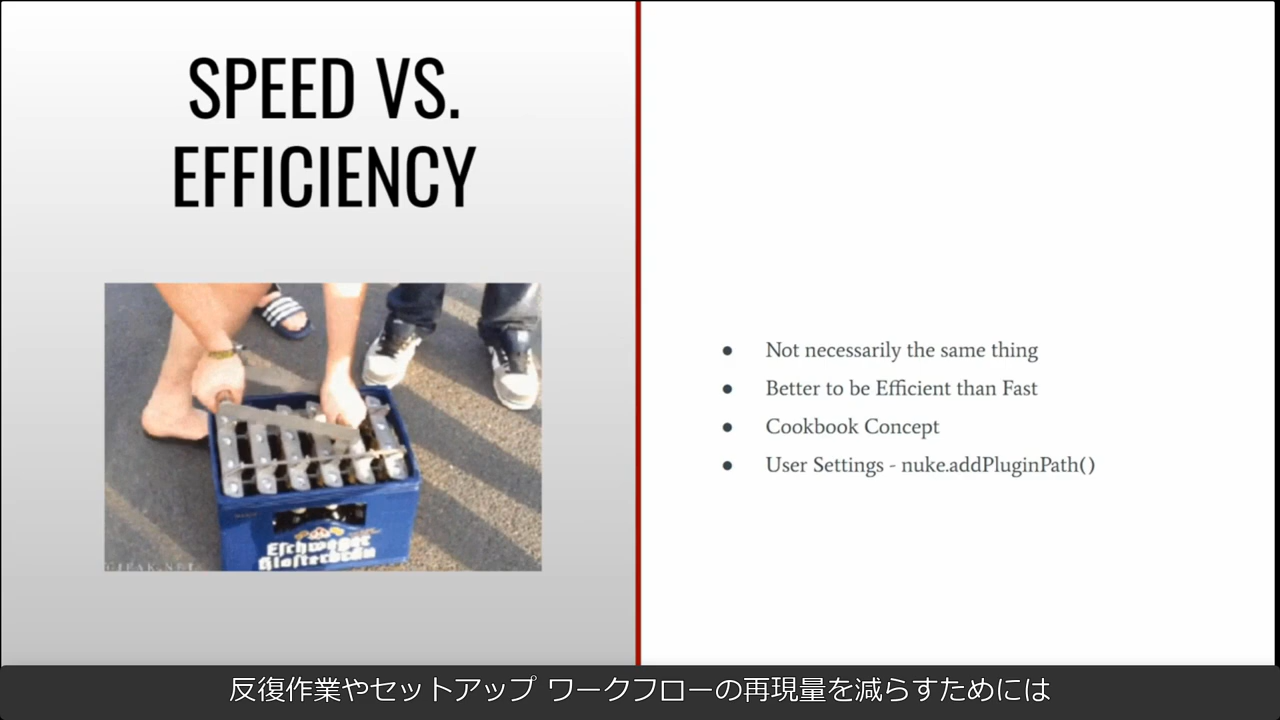 SPEED VS.
EFFICIENCY
Eschweger
Klosterbräu
● Not necessarily the same thing
● Better to be Efficient than Fast
● Cookbook Concept
● User Settings - nuke.addPluginPath()
反復作業やセットアップ ワークフローの再現量を減らすためには